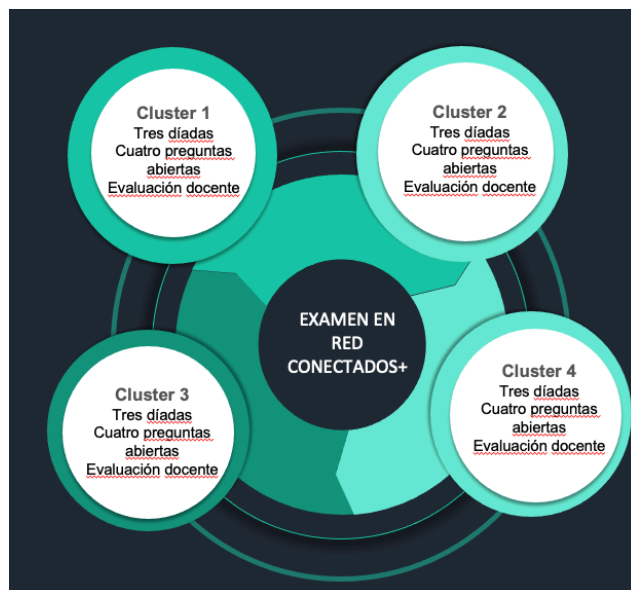 Cluster 1
Tres díadas
Cuatro preguntas
abiertas
Evaluación docente
Cluster 2
Tres díadas
Cuatro preguntas
abiertas
Evaluación docente
EXAMEN EN
RED
CONECTADOS+
Cluster 3
Tres díadas
Cuatro preguntas
abiertas
Evaluación docente
Cluster 4
Tres díadas
Cuatro preguntas
abiertas
Evaluación docente